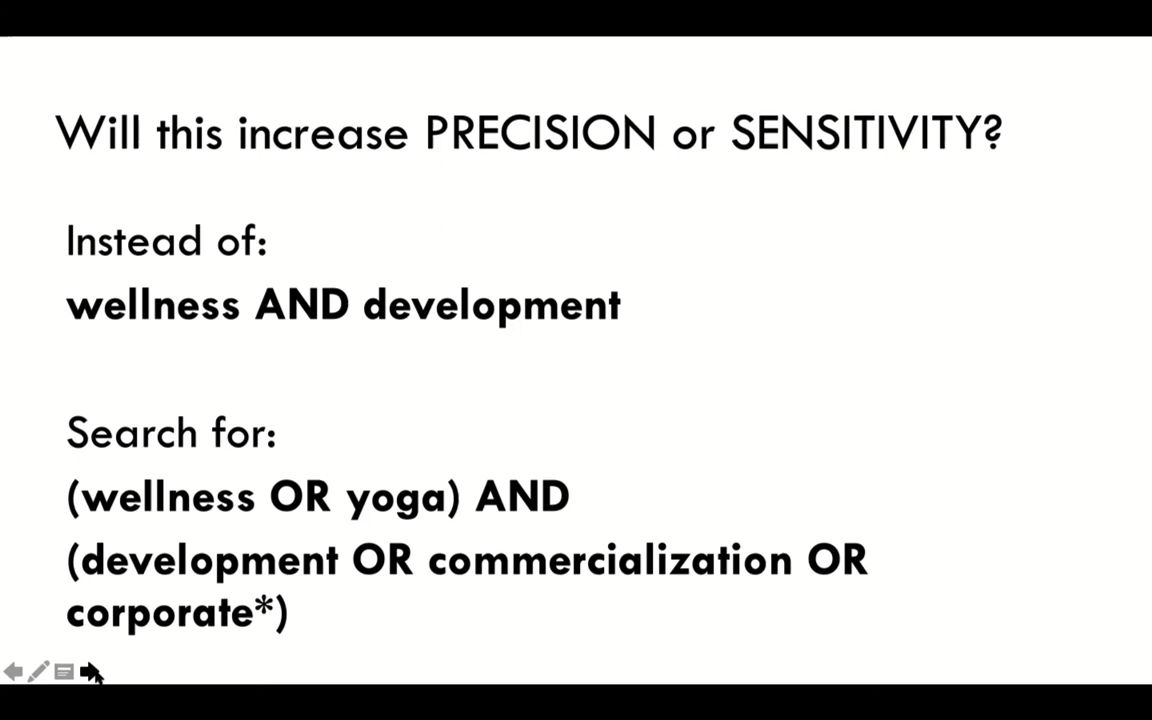 Will this increase PRECISION or SENSITIVITY?
Instead of:
wellness AND development
Search for:
(wellness OR yoga) AND
(development OR commercialization OR
corporate*)